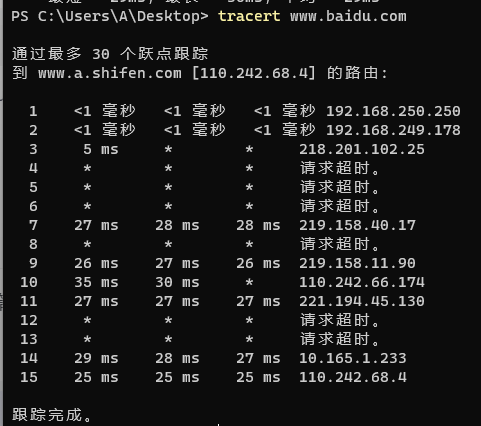 PS C:\Users\A\Desktop> tracert www.baidu.com
通过最多 30 个跃点跟踪
到 www.a.shifen.com [110.242.68.4] 的路由:
1 <1 毫秒 <1 毫秒 <1 毫秒 192.168.250.250
2 <1 毫秒 <1 毫秒 <1 毫秒 192.168.249.178
3 5 ms * * 218.201.102.25
4 * * * 请求超时。
5 * * * 请求超时。
6 * * * 请求超时。
7 27 ms 28 ms 28 ms 219.158.40.17
8 * * * 请求超时。
9 26 ms 27 ms 26 ms 219.158.11.90
10 35 ms 30 ms * 110.242.66.174
11 27 ms 27 ms 27 ms 221.194.45.130
12 * * * 请求超时。
13 * * * 请求超时。
14 29 ms 28 ms 27 ms 10.165.1.233
15 25 ms 25 ms 25 ms 110.242.68.4
跟踪完成。